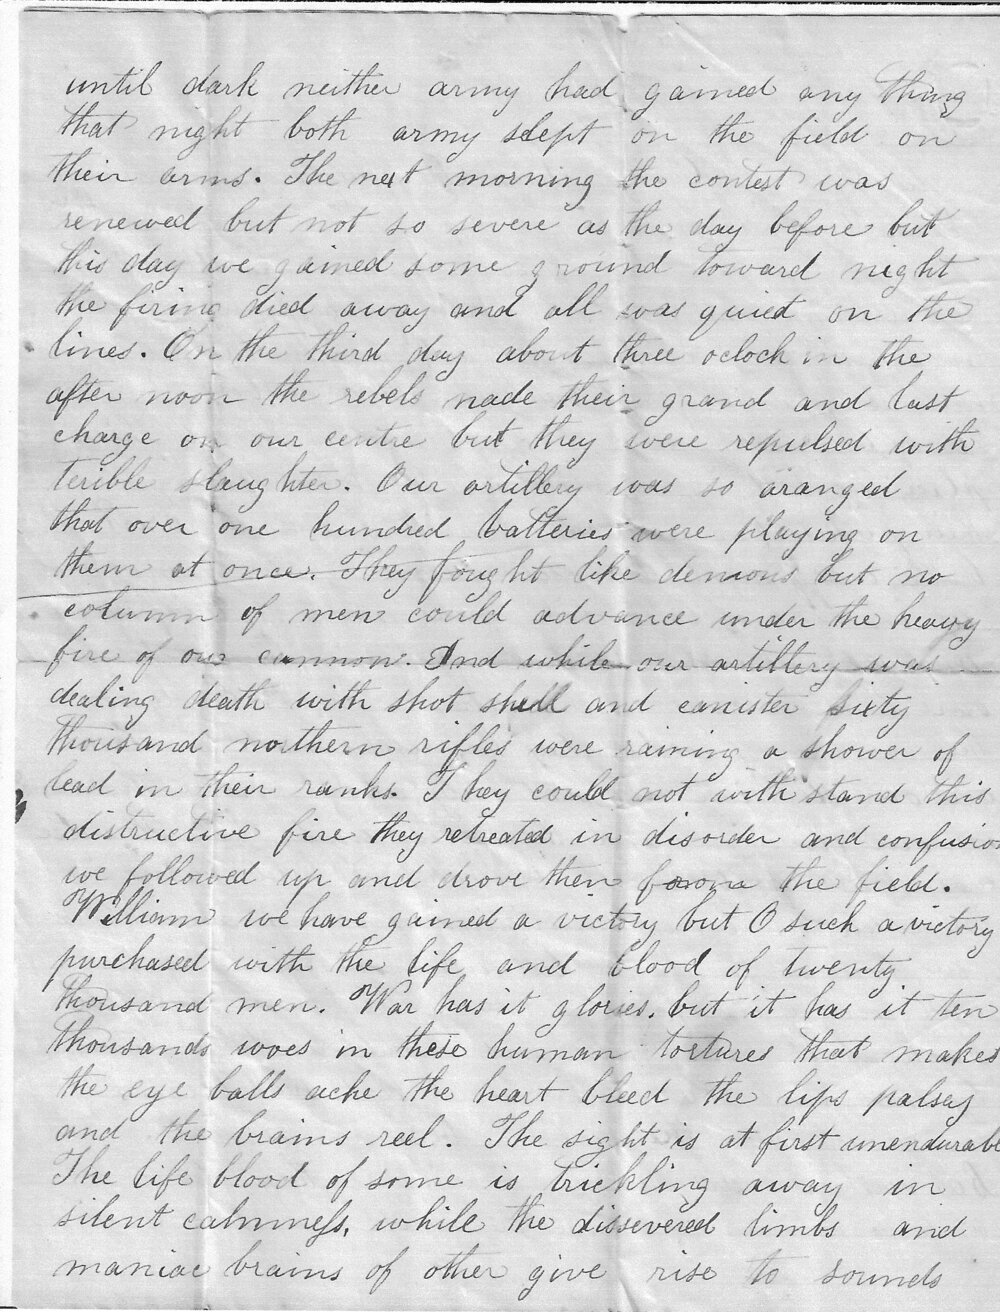 until dark neither army had gained any thing
that night both army slept on the field on
their arms. The next morning the contest was
renewed but not so severe as the day before but
this day we gained some ground toward night
the firing died away and all was quied on the
lines. On the third day about three oclock in the
after noon the rebels made their grand and last
charge on our centre but they were repulsed with
terible slaughter. Our artillery was so aranged
that over one hundred batteries were playing on
them at once. They fought like demons but no
column of men could advance under the heavy
fire of our cannon. And while our artillery was
dealing death with shot shell and canister sixty
thousand northern rifles were raining a shower of
lead in their ranks. They could not with stand this
distructive fire they retreated in disorder and confusion
we followed up and drove then the field.
William we have gained a victory but O such a victory
purchased with the life and blood of twenty
thousand men. War has it glories, but it has it ten
thousands woes in these human tortures that makes
the eye balls ache the heart bleed the lips palsy
and the brains reel. The sight is at first unendurable
The life blood of some is trickling away in
silent calmness, while the dissevered limbs and
maniac brains of other give rise to sounds